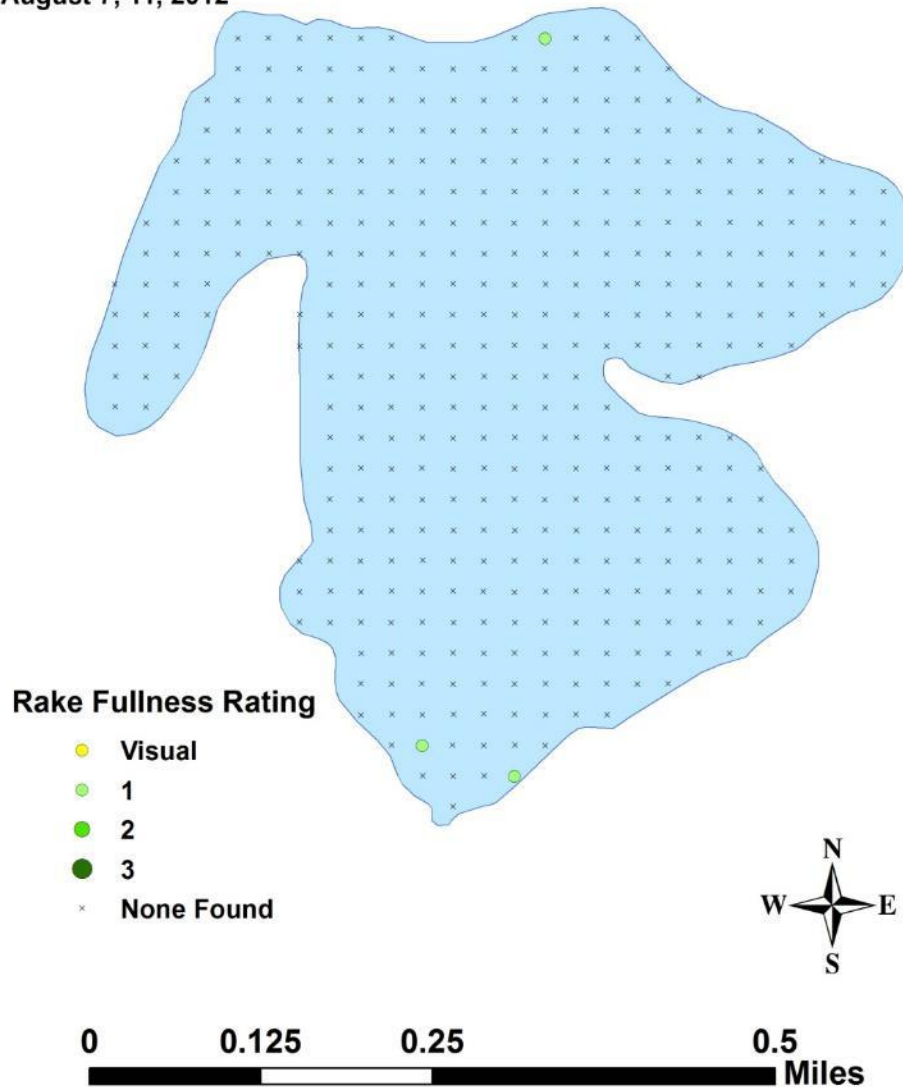 August 7, 11, 2012
Rake Fullness Rating
Visual
1
2
3
None Found
N
W E
S
0 0.125 0.25 0.5
Miles